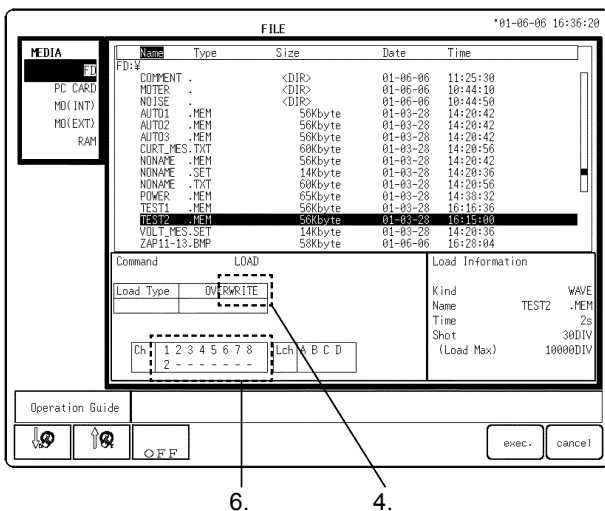 FILE '01-06-06 16:36:20
MEDIA
FD
PC CARD
MO(INT)
MO(EXT)
RAM
Name Type Size Date Time
FD:¥
COMMENT . <DIR> 01-06-06 11:25:30
MOTER . <DIR> 01-06-06 10:44:10
NOISE . <DIR> 01-06-06 10:44:50
AUTO1 .MEM 56Kbyte 01-03-28 14:20:42
AUTO2 .MEM 56Kbyte 01-03-28 14:20:42
AUTO3 .MEM 56Kbyte 01-03-28 14:20:42
CURT_MES.TXT 60Kbyte 01-03-28 14:20:56
NONAME .MEM 56Kbyte 01-03-28 14:20:42
NONAME .SET 14Kbyte 01-03-28 14:20:36
NONAME .TXT 60Kbyte 01-03-28 14:20:56
POWER .MEM 65Kbyte 01-03-28 14:38:32
TEST1 .MEM 56Kbyte 01-03-28 16:16:36
TEST2 .MEM 56Kbyte 01-03-28 16:15:00
VOLT_MES.SET 14Kbyte 01-03-28 14:20:36
ZAP11-13.BMP 58Kbyte 01-06-06 16:28:04
Command LOAD
Load Type OVERWRITE
Ch 1 2 3 4 5 6 7 8 Lch A B C D
2 - - - - - - -
Load Information
Kind WAVE
Name TEST2 .MEM
Time 2s
Shot 30DIV
(Load Max) 10000DIV
Operation Guide
OFF
exec. cancel
6. 4.